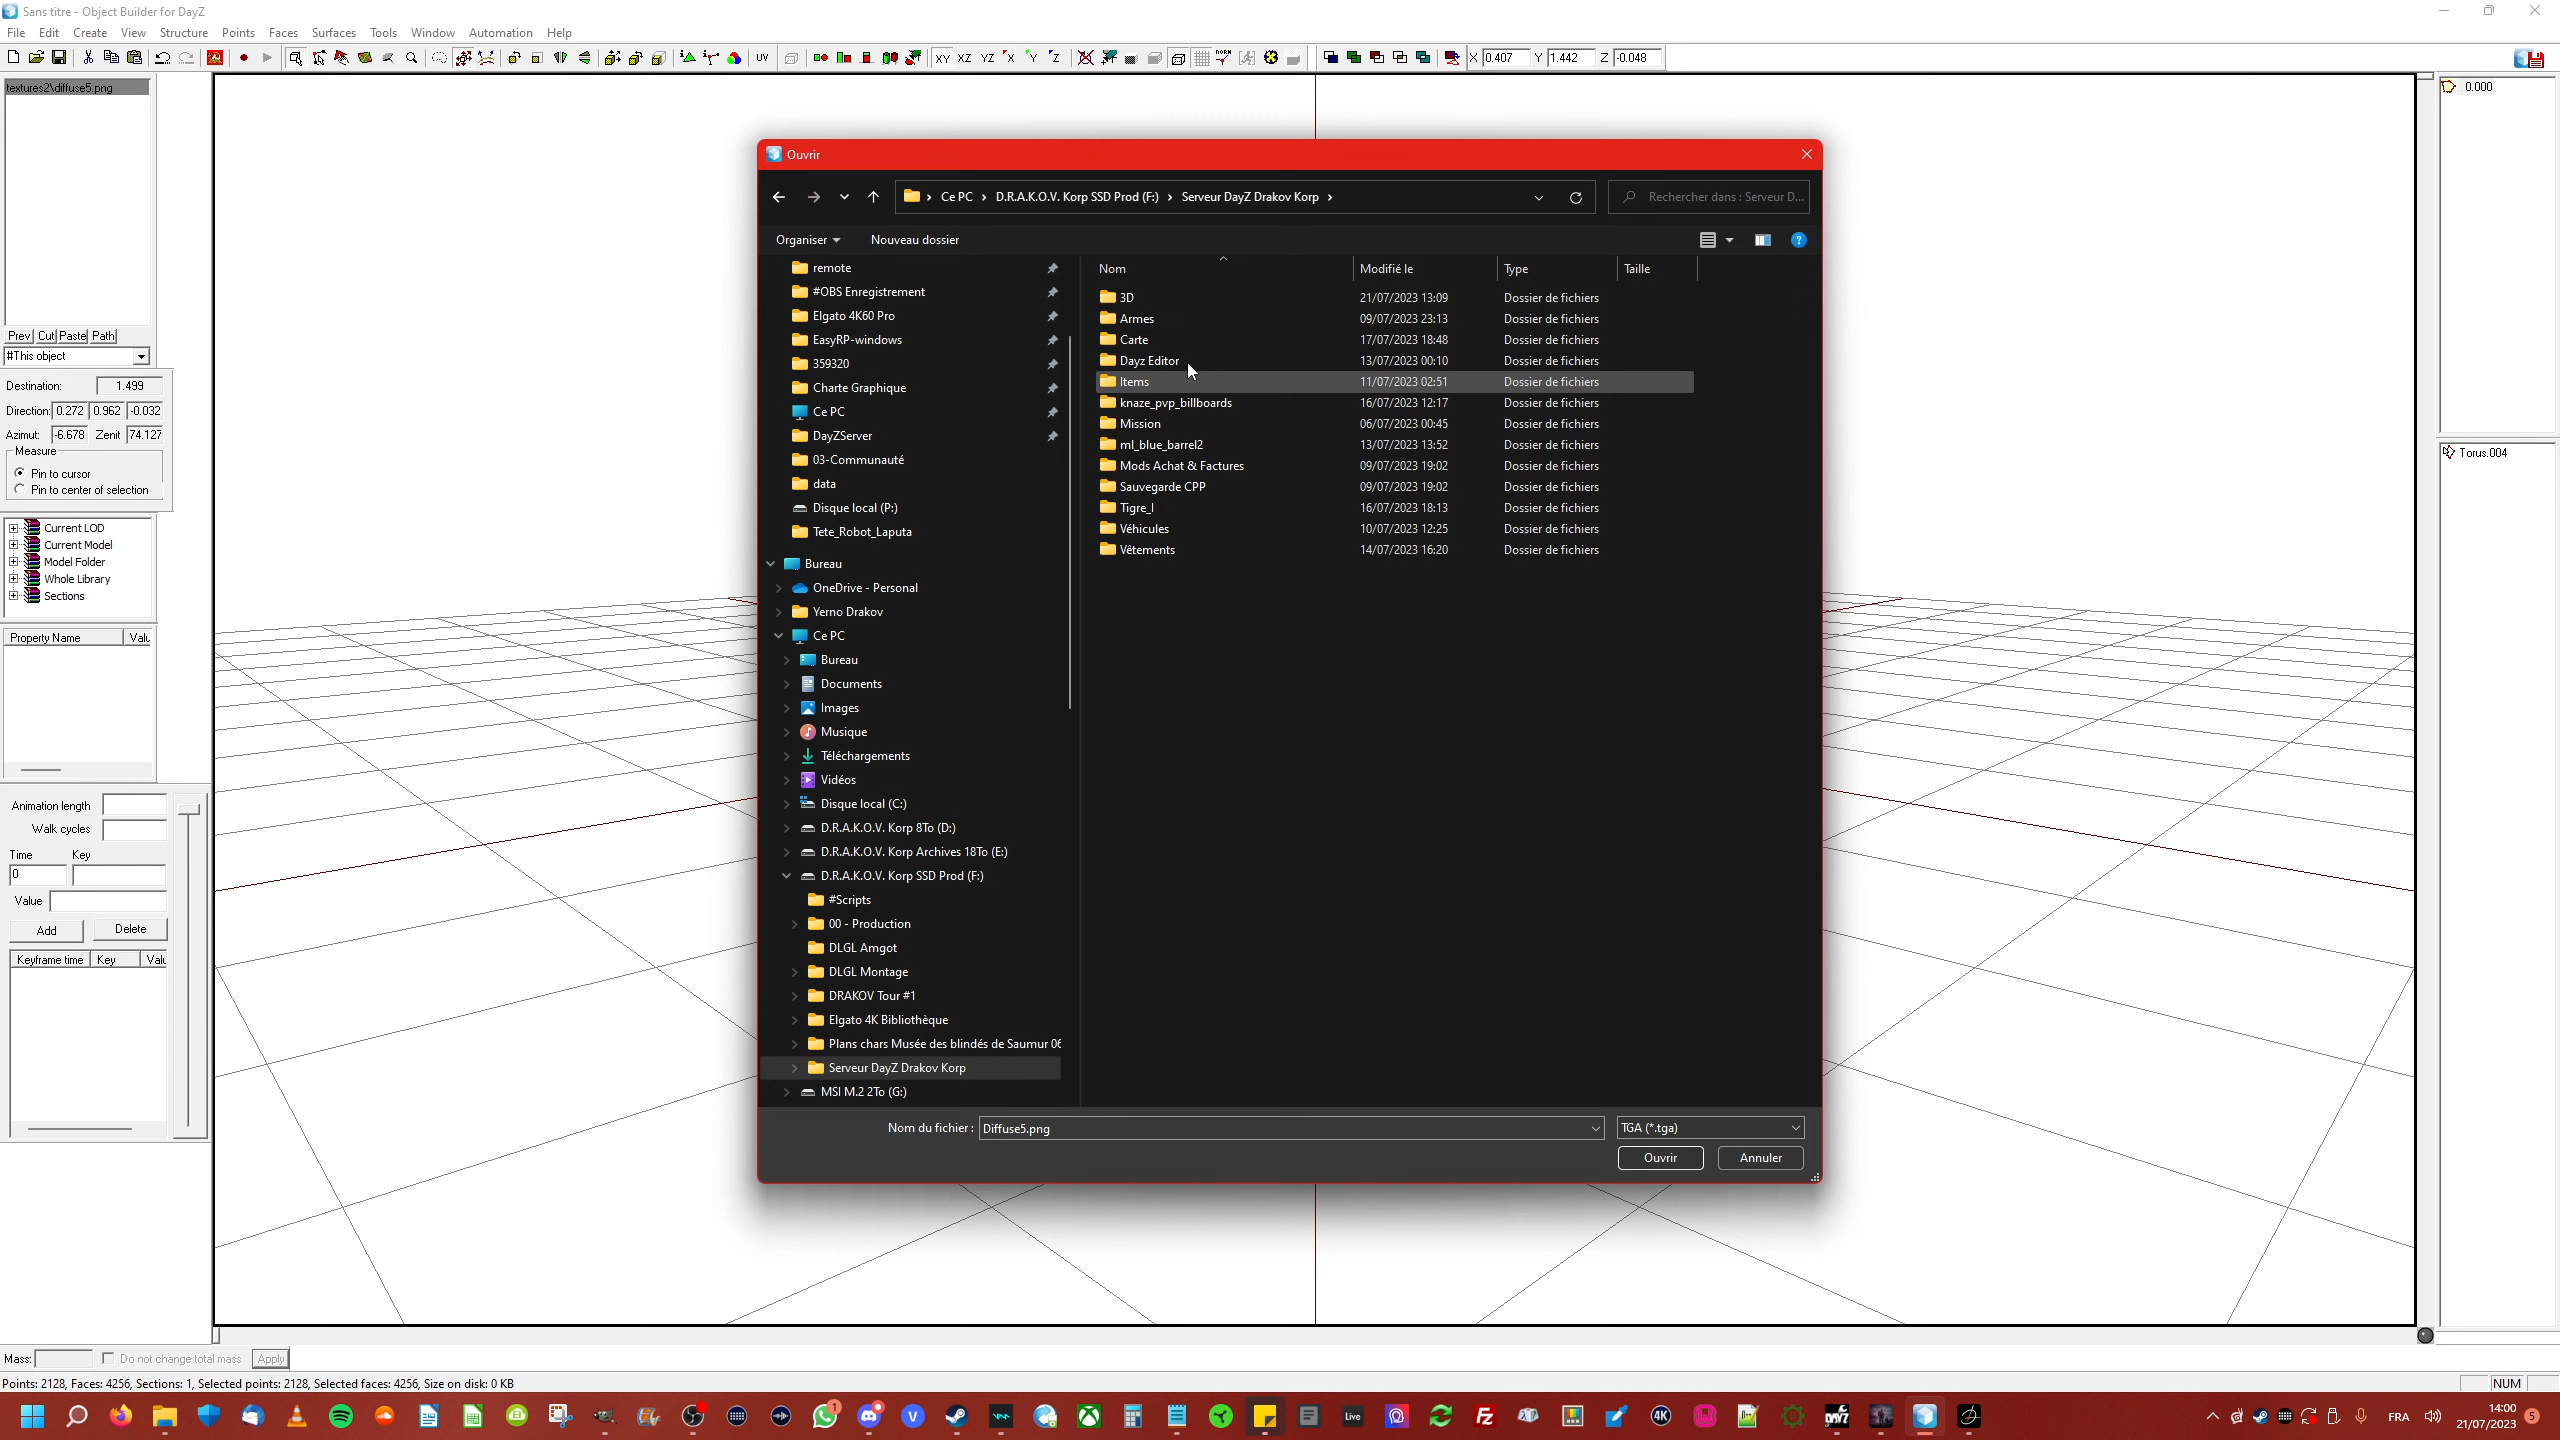 Sans titre - Object Builder for DayZ
File Edit Create View Structure Points Faces Surfaces Tools Window Automation Help
UV XY XZ YZ X Y Z X 0.407 Y 1.442 Z -0.048
textures2\diffuse5.png
Prev Cut Paste Path
#This object
Destination: 1.499
Direction: 0.272 0.962 -0.032
Azimut: -6.678 Zenit 74.127
Measure
Pin to cursor
Pin to center of selection
Current LOD
Current Model
Model Folder
Whole Library
Sections
Property Name Valu
Animation length
Walk cycles
Time Key
0
Value
Add Delete
Keyframe time Key Valu
Mass: Do not change total mass Apply
Points: 2128, Faces: 4256, Sections: 1, Selected points: 2128, Selected faces: 4256, Size on disk: 0 KB
NUM
0.000
Torus.004
Ouvrir
Ce PC D.R.A.K.O.V. Korp SSD Prod (F:) Serveur DayZ Drakov Korp
Rechercher dans : Serveur D...
Organiser Nouveau dossier
remote
#OBS Enregistrement
Elgato 4K60 Pro
EasyRP-windows
359320
Charte Graphique
Ce PC
DayZServer
03-Communauté
data
Disque local (P:)
Tete_Robot_Laputa
Bureau
OneDrive - Personal
Yerno Drakov
Ce PC
Bureau
Documents
Images
Musique
Téléchargements
Vidéos
Disque local (C:)
D.R.A.K.O.V. Korp 8To (D:)
D.R.A.K.O.V. Korp Archives 18To (E:)
D.R.A.K.O.V. Korp SSD Prod (F:)
#Scripts
00 - Production
DLGL Amgot
DLGL Montage
DRAKOV Tour #1
Elgato 4K Bibliothèque
Plans chars Musée des blindés de Saumur 06
Serveur DayZ Drakov Korp
MSI M.2 2To (G:)
Nom Modifié le Type Taille
3D 21/07/2023 13:09 Dossier de fichiers
Armes 09/07/2023 23:13 Dossier de fichiers
Carte 17/07/2023 18:48 Dossier de fichiers
Dayz Editor 13/07/2023 00:10 Dossier de fichiers
Items 11/07/2023 02:51 Dossier de fichiers
knaze_pvp_billboards 16/07/2023 12:17 Dossier de fichiers
Mission 06/07/2023 00:45 Dossier de fichiers
ml_blue_barrel2 13/07/2023 13:52 Dossier de fichiers
Mods Achat & Factures 09/07/2023 19:02 Dossier de fichiers
Sauvegarde CPP 09/07/2023 19:02 Dossier de fichiers
Tigre_I 16/07/2023 18:13 Dossier de fichiers
Véhicules 10/07/2023 12:25 Dossier de fichiers
Vêtements 14/07/2023 16:20 Dossier de fichiers
Nom du fichier : Diffuse5.png TGA (*.tga)
Ouvrir Annuler
1 Live 4K DAYZ FRA 14:00
21/07/2023 5